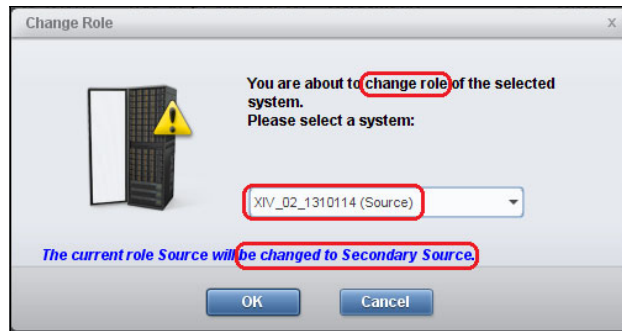 Change Role
x
You are about to change role of the selected
system.
Please select a system:
XIV_02_1310114 (Source)
The current role Source will be changed to Secondary Source.
OK
Cancel